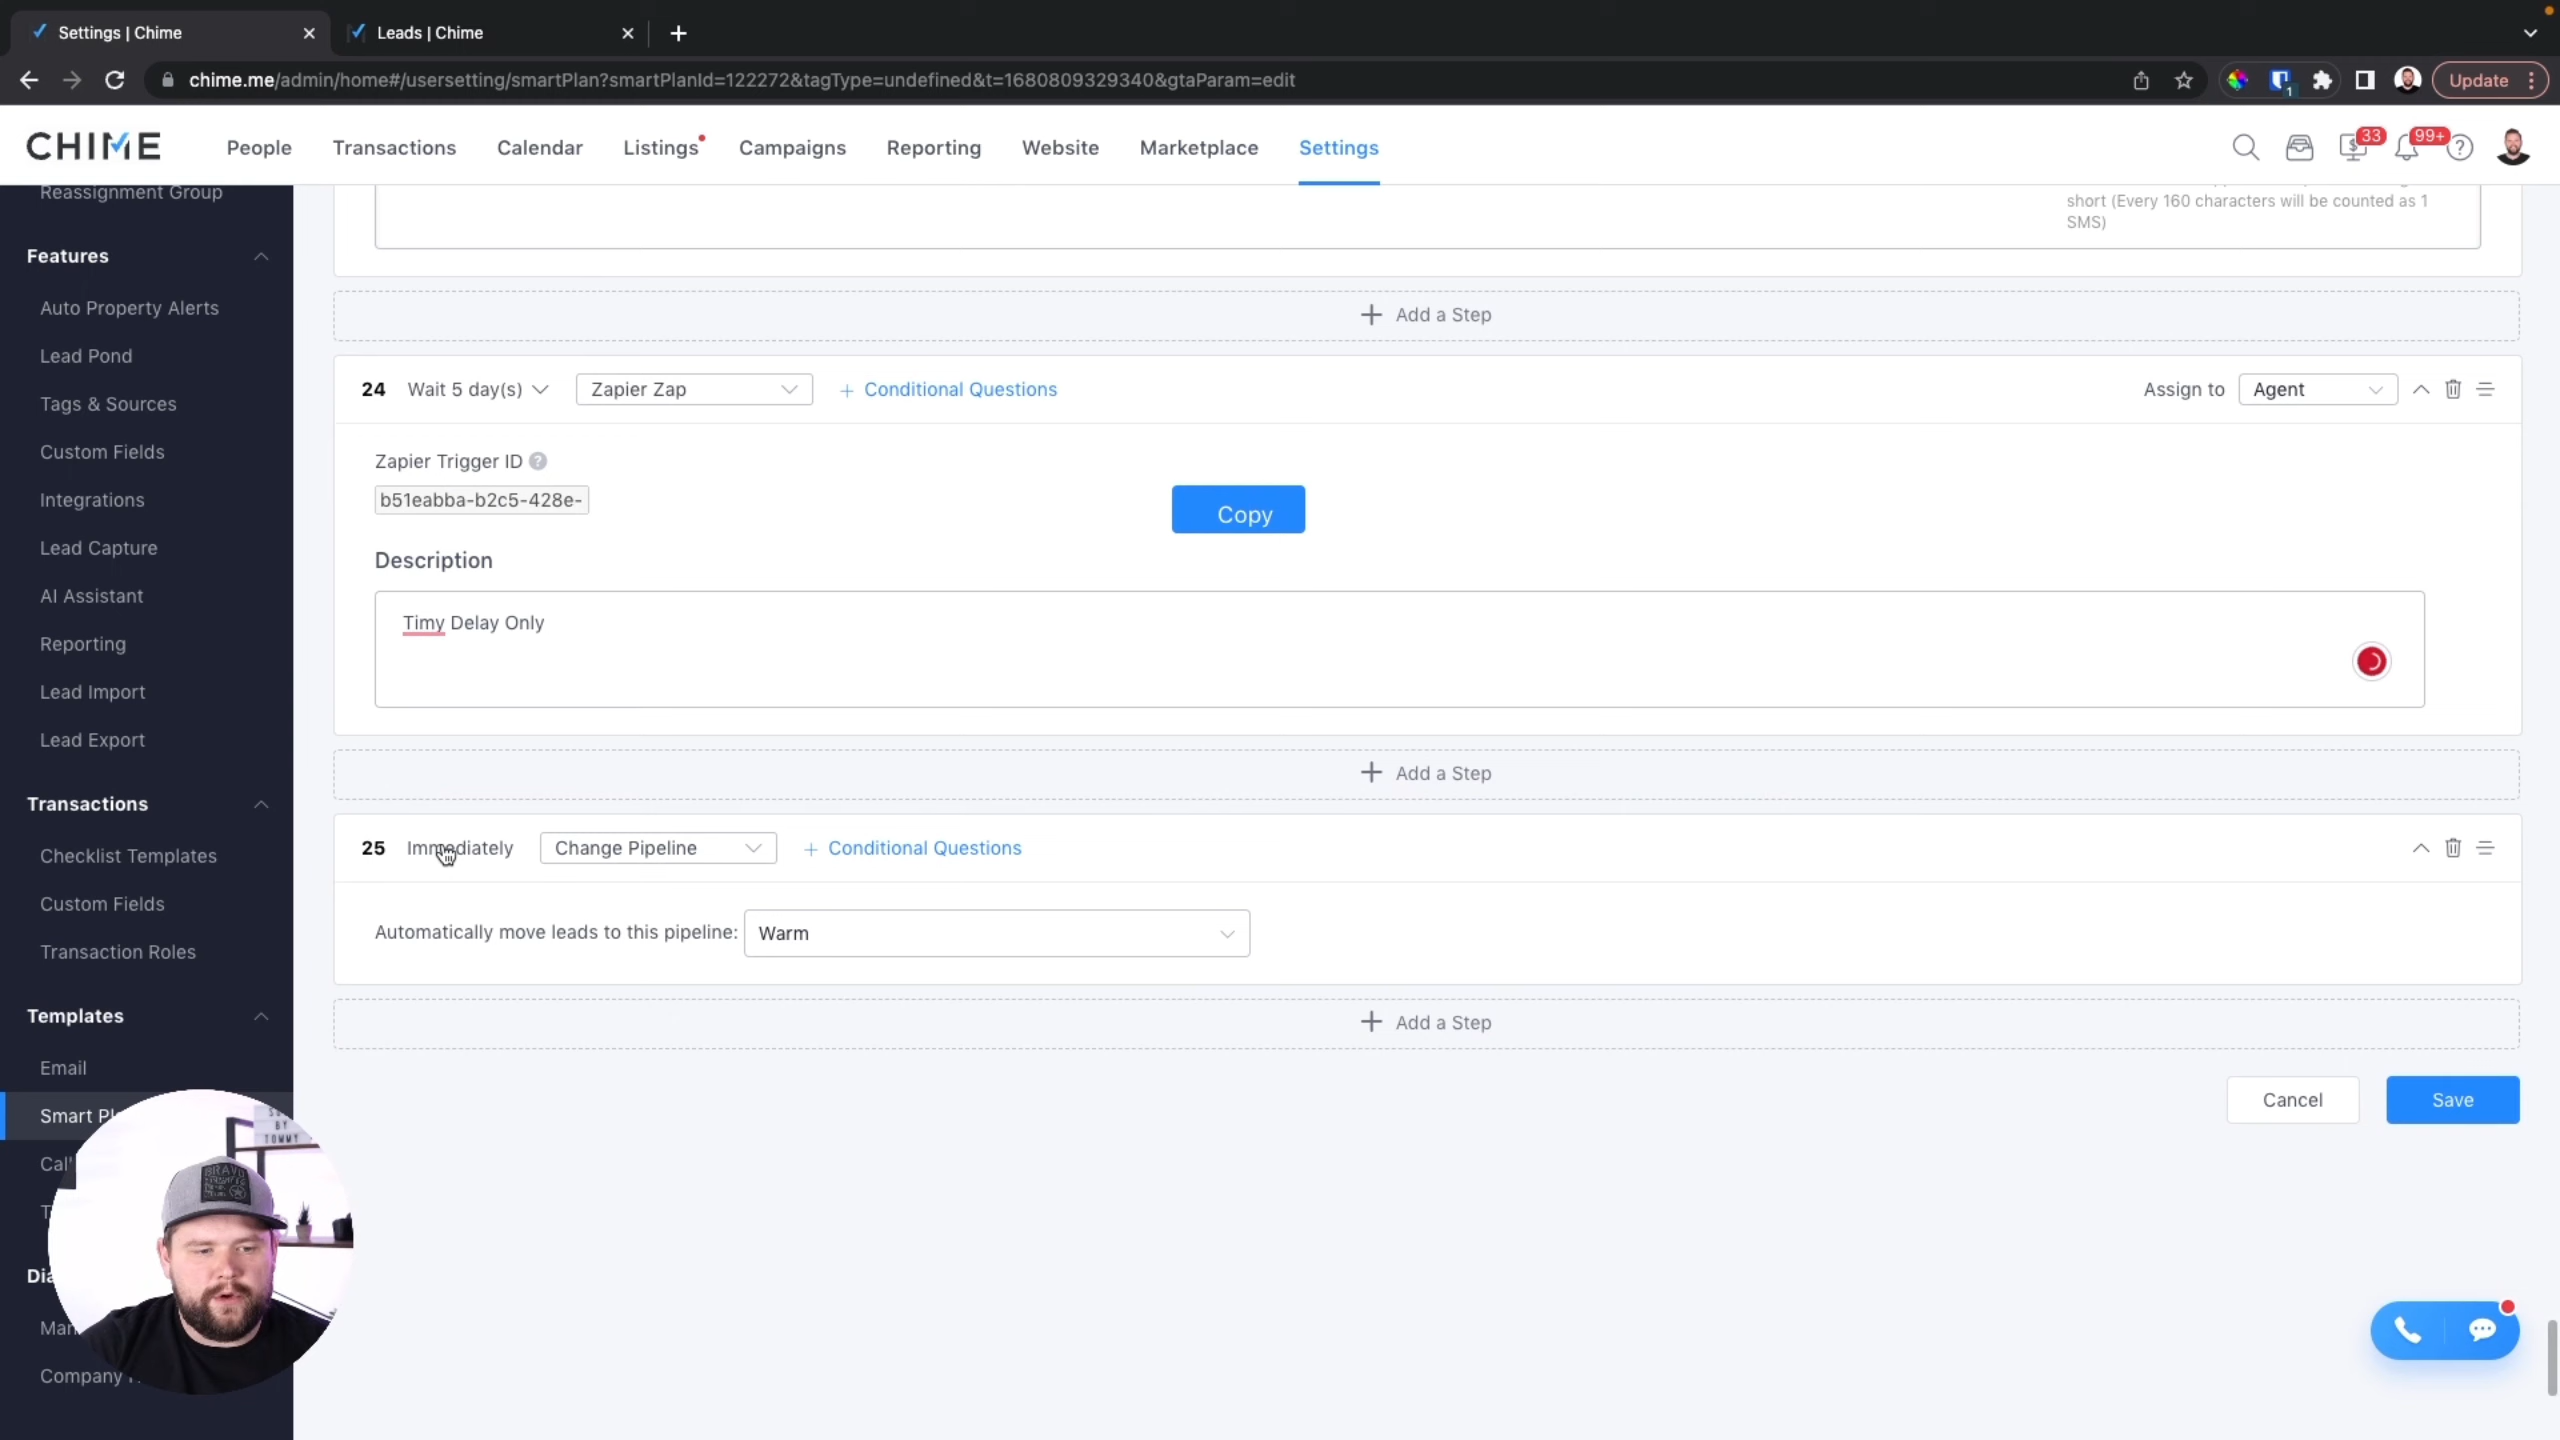 Settings | Chime
Leads | Chime
chime.me/admin/home#/usersetting/smartPlan?smartPlanId=122272&tagType=undefined&t=1680809329340&gtaParam=edit
1
Update
CHIME
People
Transactions
Calendar
Listings
Campaigns
Reporting
Website
Marketplace
Settings
33
99+
Reassignment Group
Features
Auto Property Alerts
Lead Pond
Tags & Sources
Custom Fields
Integrations
Lead Capture
AI Assistant
Reporting
Lead Import
Lead Export
Transactions
Checklist Templates
Custom Fields
Transaction Roles
Templates
Email
Smart Pl
Cal
Company
short (Every 160 characters will be counted as 1
SMS)
Add a Step
24 Wait 5 day(s) Zapier Zap + Conditional Questions Assign to Agent
Zapier Trigger ID ?
b51eabba-b2c5-428e-
Copy
Description
Timy Delay Only
Add a Step
25 Immediately Change Pipeline + Conditional Questions
Automatically move leads to this pipeline: Warm
Add a Step
Cancel
Save
BY
TOMMY
BRAVO